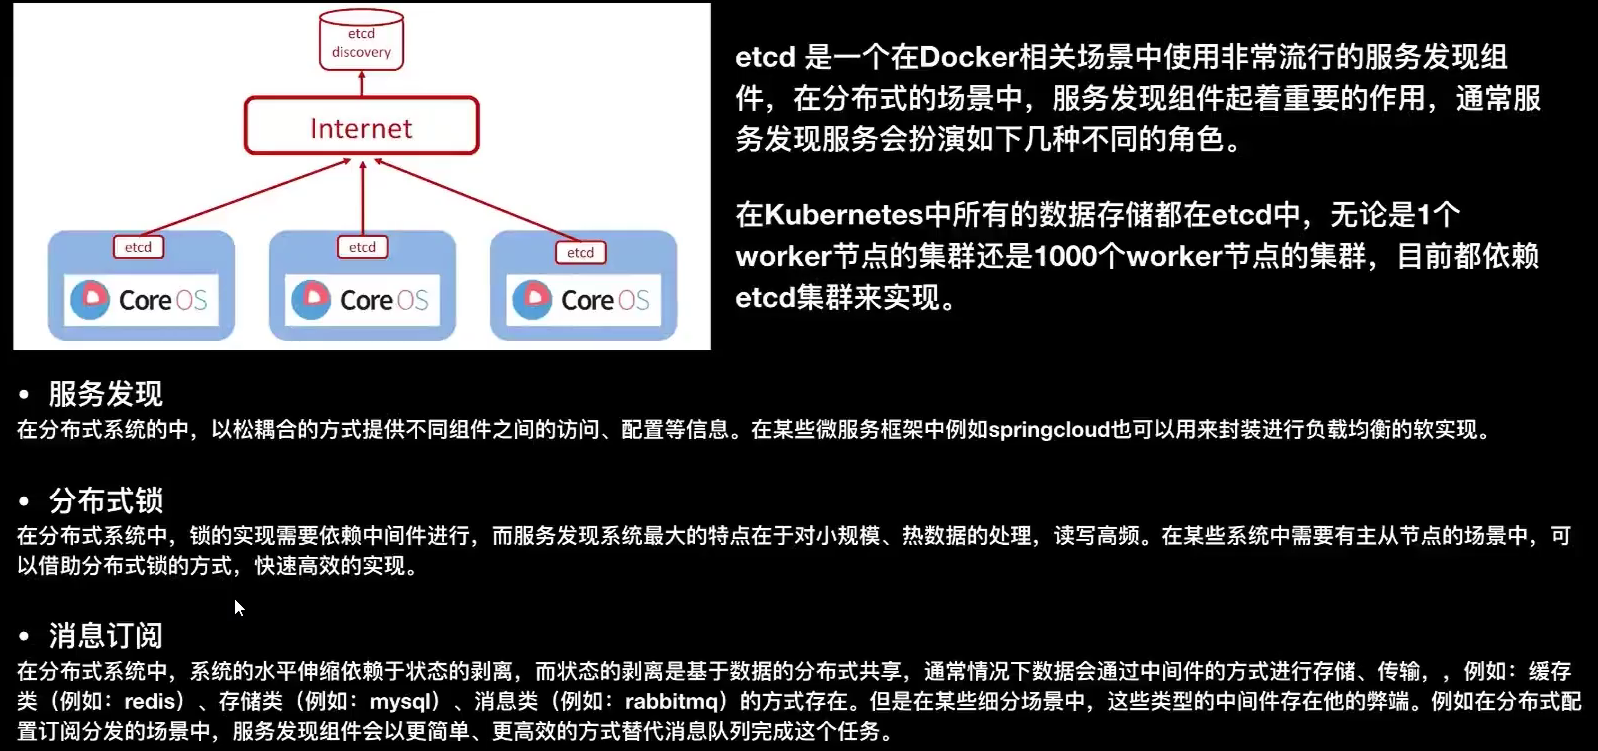 etcd
discovery
Internet
etcd
etcd
etcd
CoreOS
CoreOS
CoreOS
etcd 是一个在Docker相关场景中使用非常流行的服务发现组
件，在分布式的场景中，服务发现组件起着重要的作用，通常服
务发现服务会扮演如下几种不同的角色。
在Kubernetes中所有的数据存储都在etcd中，无论是1个
worker节点的集群还是1000个worker节点的集群，目前都依赖
etcd集群来实现。
• 服务发现
在分布式系统的中，以松耦合的方式提供不同组件之间的访问、配置等信息。在某些微服务框架中例如springcloud也可以用来封装进行负载均衡的软实现。
• 分布式锁
在分布式系统中，锁的实现需要依赖中间件进行，而服务发现系统最大的特点在于对小规模、热数据的处理，读写高频。在某些系统中需要有主从节点的场景中，可
以借助分布式锁的方式，快速高效的实现。
• 消息订阅
在分布式系统中，系统的水平伸缩依赖于状态的剥离，而状态的剥离是基于数据的分布式共享，通常情况下数据会通过中间件的方式进行存储、传输，，例如：缓存
类（例如：redis）、存储类（例如：mysql）、消息类（例如：rabbitmq）的方式存在。但是在某些细分场景中，这些类型的中间件存在他的弊端。例如在分布式配
置订阅分发的场景中，服务发现组件会以更简单、更高效的方式替代消息队列完成这个任务。